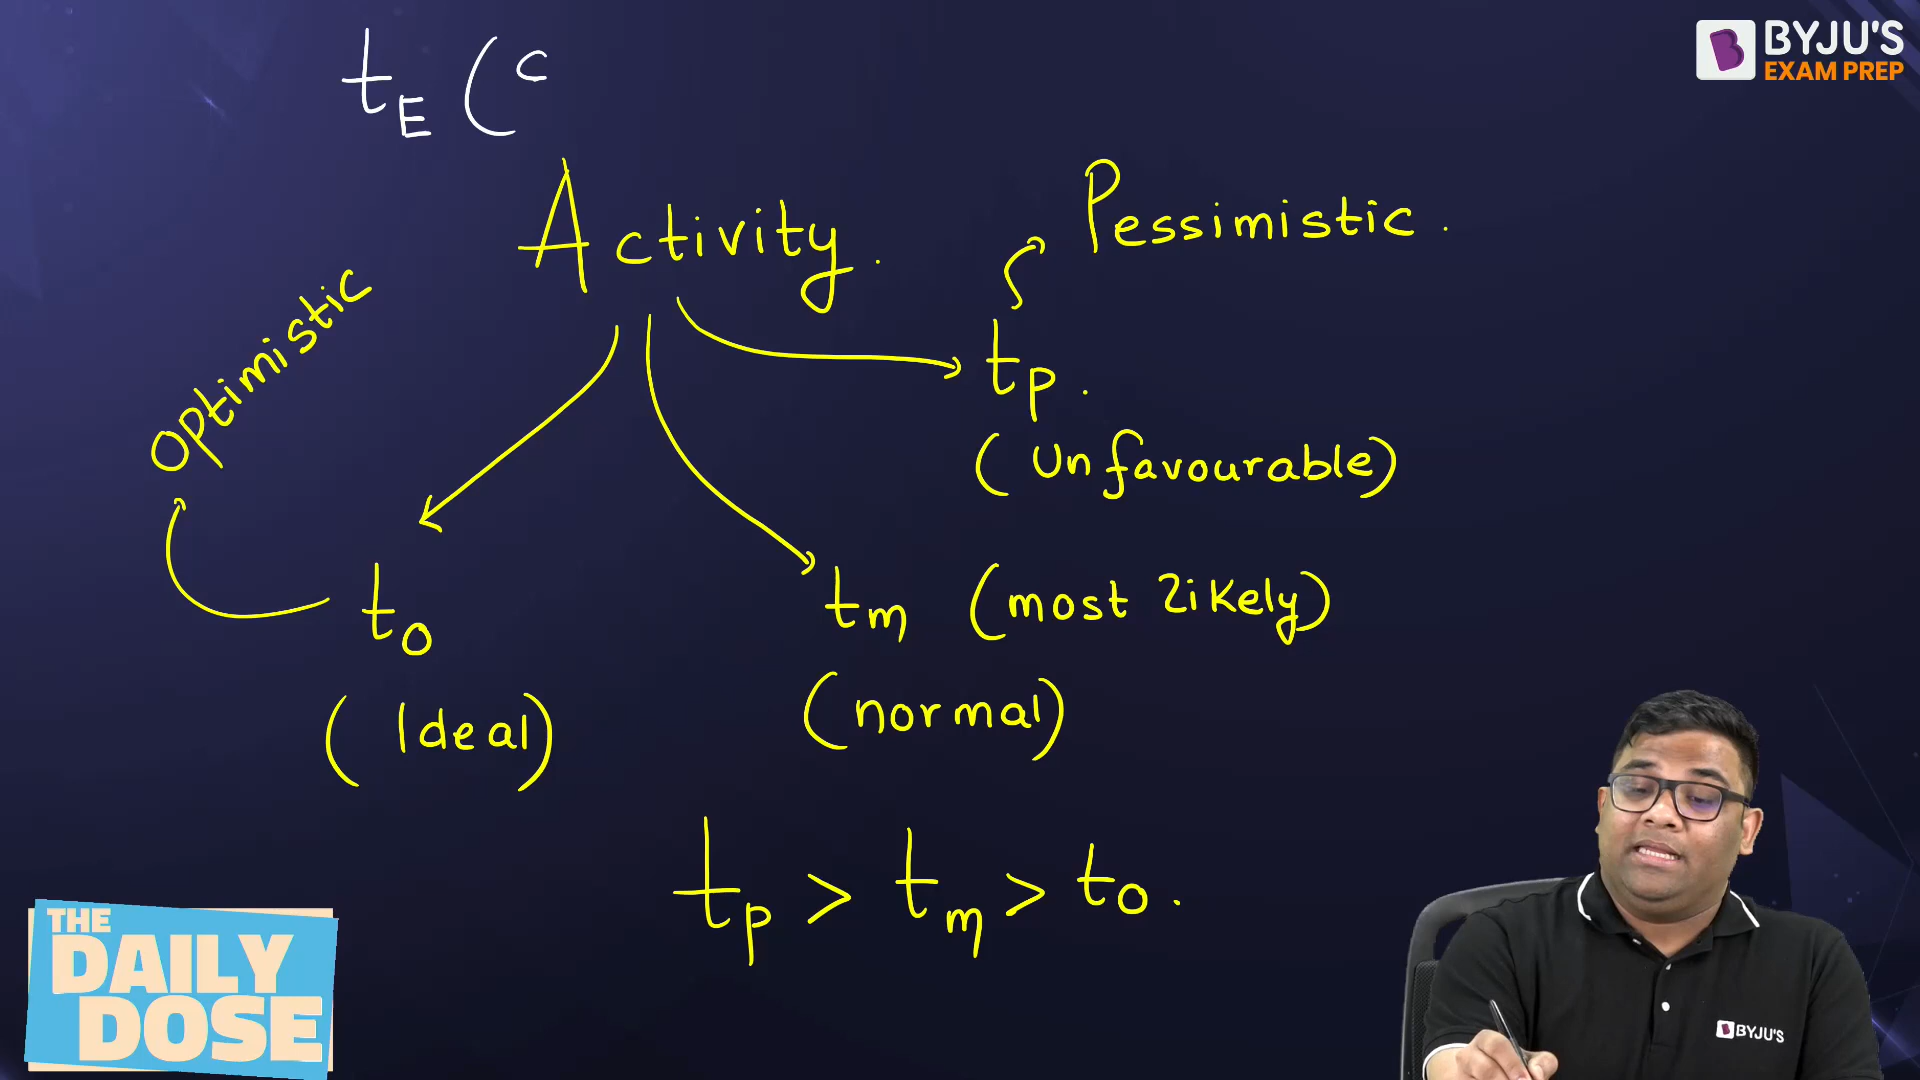 tE (c
BYJU'S
EXAM PREP
Activity.
Pessimistic.
Optimistic
tp.
(Unfavourable)
to
tm (most likely)
(Ideal)
(normal)
tp > tm > to.
THE
DAILY
DOSE
BYJU'S